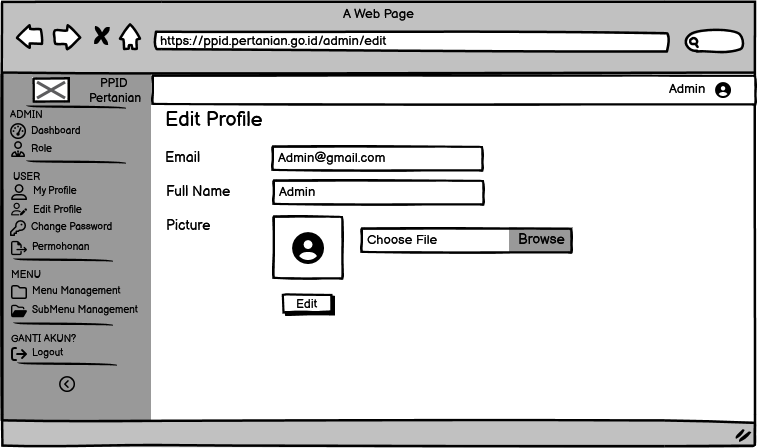 A Web Page
https://ppid.pertanian.go.id/admin/edit
PPID
Pertanian
Admin
ADMIN
Dashboard
Role
USER
My Profile
Edit Profile
Change Password
Permohonan
MENU
Menu Management
SubMenu Management
GANTI AKUN?
Logout
Edit Profile
Email
Admin@gmail.com
Full Name
Admin
Picture
Choose File
Browse
Edit